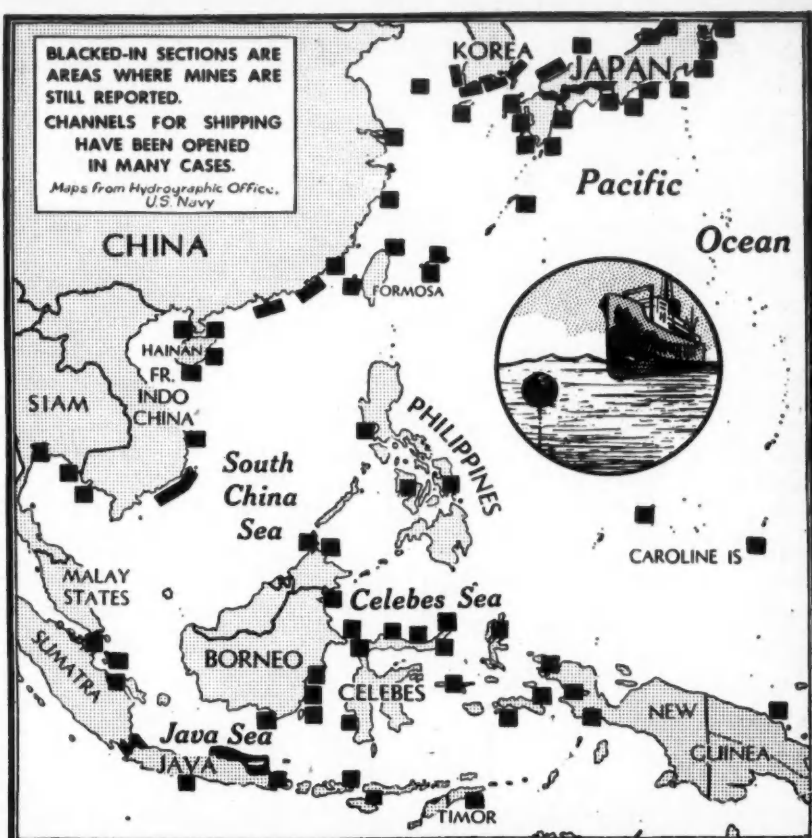 BLACKED-IN SECTIONS ARE
AREAS WHERE MINES ARE
STILL REPORTED.
CHANNELS FOR SHIPPING
HAVE BEEN OPENED
IN MANY CASES.
Maps from Hydrographic Office,
U.S. Navy
KOREA
JAPAN
Pacific
Ocean
CHINA
FORMOSA
HAINAN
FR.
INDO
CHINA
SIAM
PHILIPPINES
South
China
Sea
CAROLINE IS
MALAY
STATES
Celebes Sea
SUMATRA
BORNEO
CELEBES
NEW
GUINEA
Java Sea
JAVA
TIMOR